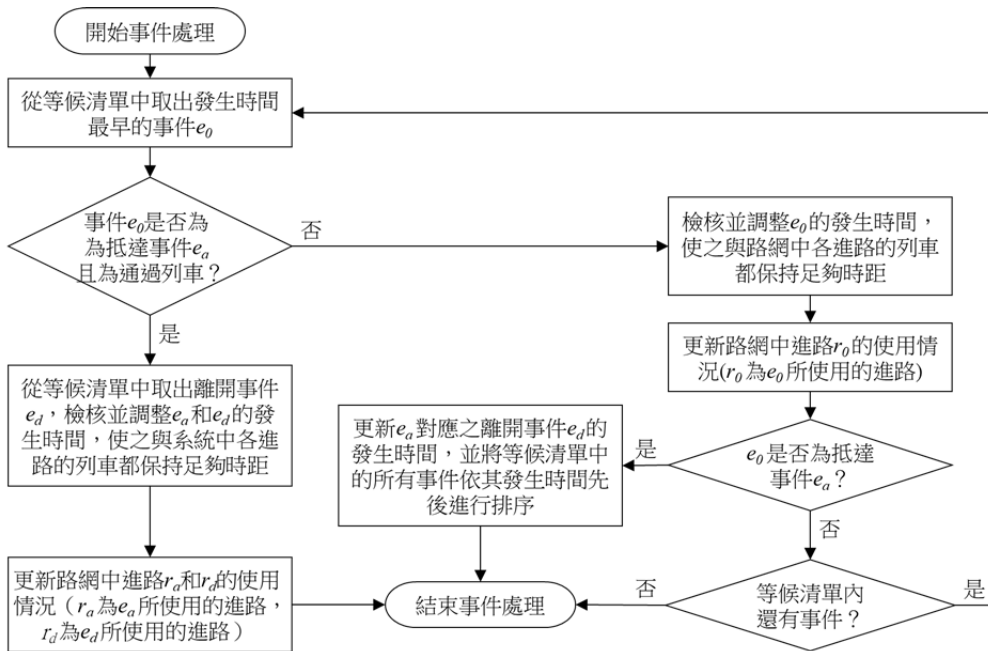 開始事件處理
從等候清單中取出發生時間
最早的事件e0
事件e0是否為
為抵達事件ea
且為通過列車？
否
是
檢核並調整e0的發生時間，
使之與路網中各進路的列車
都保持足夠時距
更新路網中進路r0的使用情
況(r0為e0所使用的進路)
從等候清單中取出離開事件
ed，檢核並調整ea和ed的發
生時間，使之與系統中各進
路的列車都保持足夠時距
更新ea對應之離開事件ed的
發生時間，並將等候清單中
的所有事件依其發生時間先
後進行排序
是
e0是否為抵達
事件ea？
否
更新路網中進路ra和rd的使用
情況（ra為ea所使用的進路，
rd為ed所使用的進路）
結束事件處理
否
等候清單內
還有事件？
是